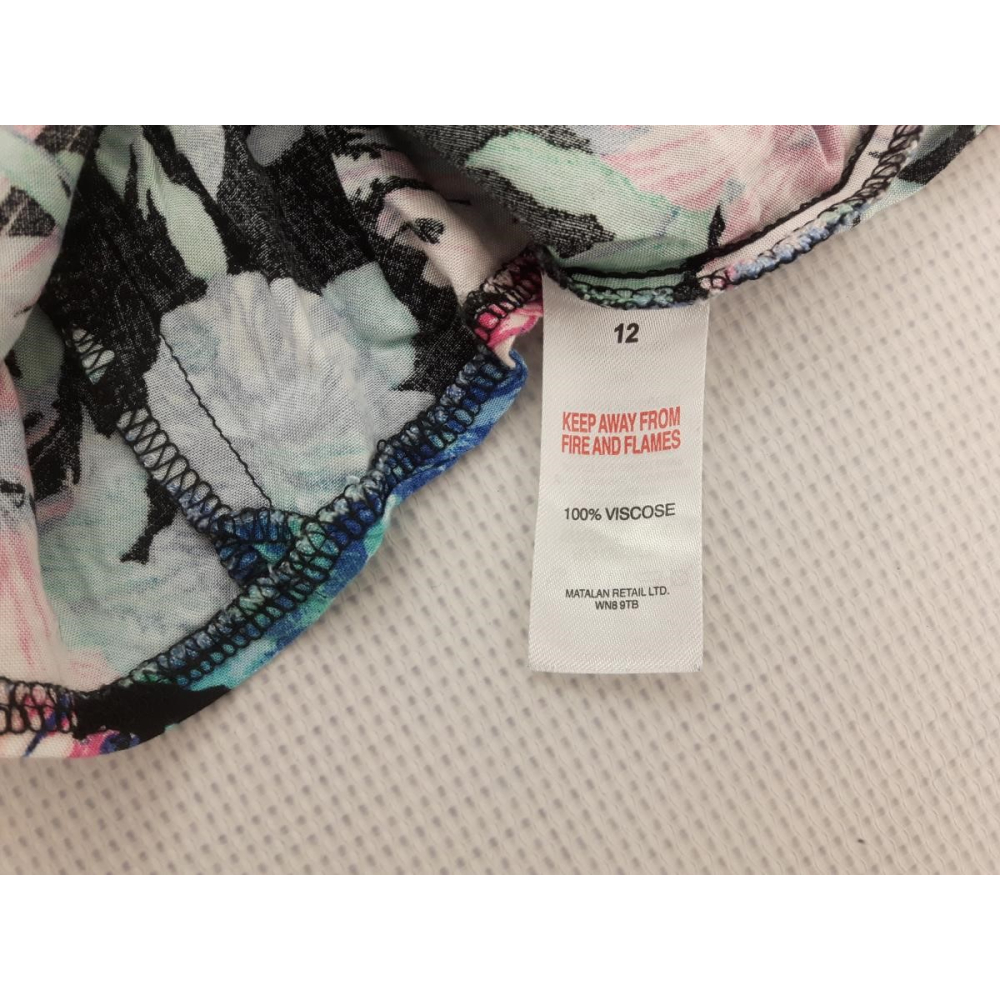 12
KEEP AWAY FROM
FIRE AND FLAMES
100% VISCOSE
MATALAN RETAIL LTD.
WN8 9TB